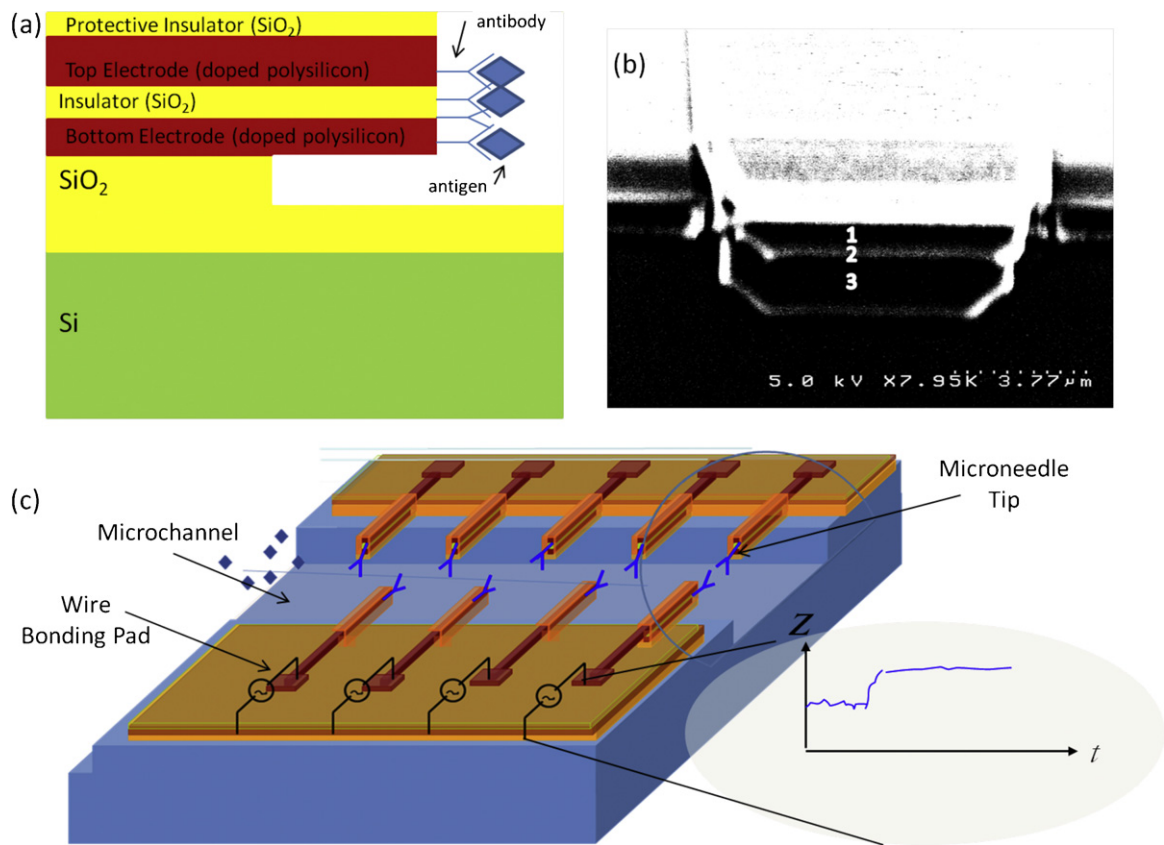 (a)
Protective Insulator (SiO₂)
antibody
Top Electrode (doped polysilicon)
Insulator (SiO₂)
Bottom Electrode (doped polysilicon)
SiO₂
antigen
Si
(b)
1
2
3
5.0 kV X7.95K 3.77µm
(c)
Microneedle
Tip
Microchannel
Wire
Bonding Pad
Z
t